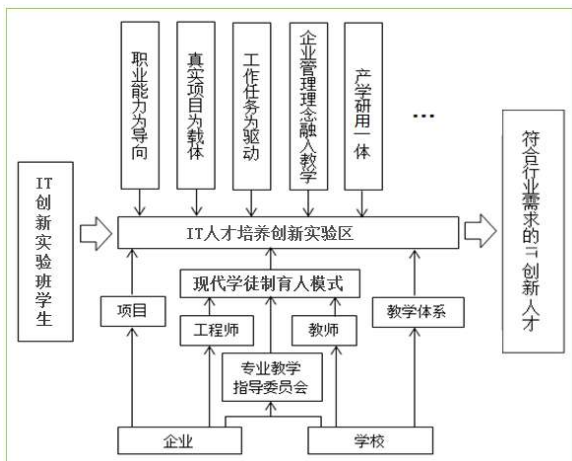 职业能力为导向
真实项目为载体
工作任务为驱动
企业管理理念融入教学
产学研用一体
...
IT创新实验班学生
IT人才培养创新实验区
符合行业需求的IT创新人才
现代学徒制育人模式
项目
工程师
教师
教学体系
专业教学
指导委员会
企业
学校